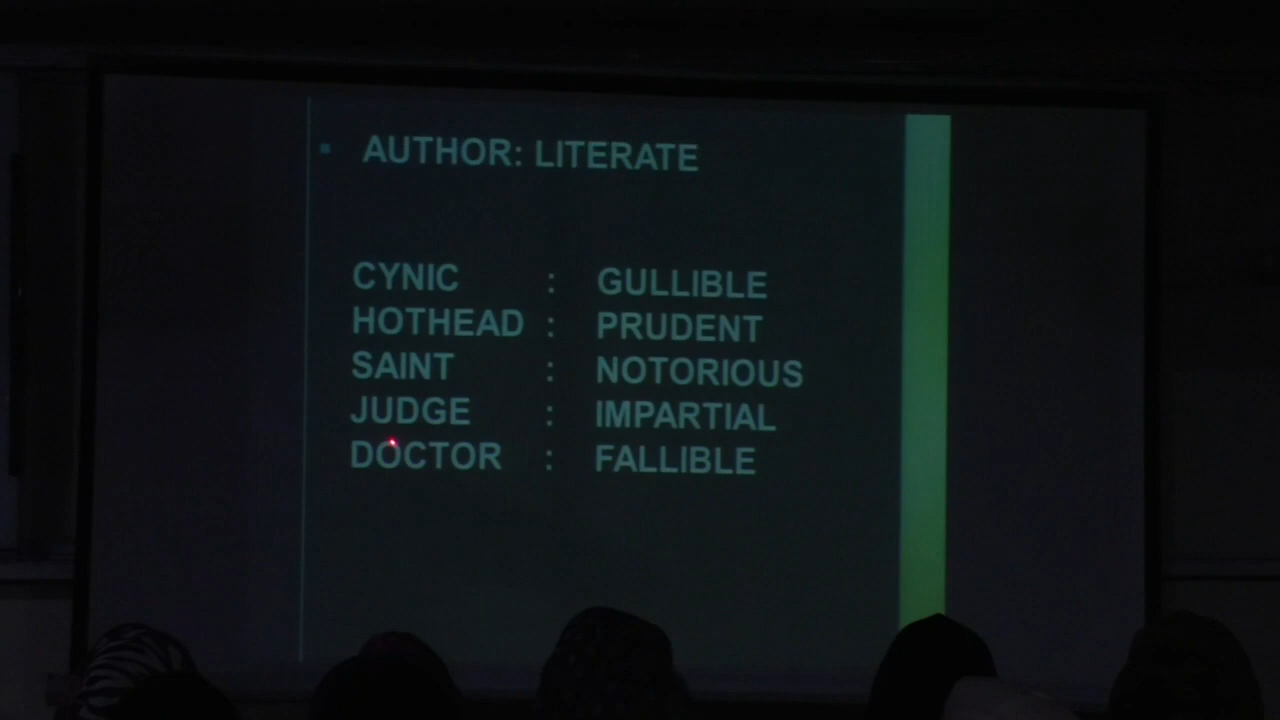 AUTHOR: LITERATE
CYNIC : GULLIBLE
HOTHEAD : PRUDENT
SAINT : NOTORIOUS
JUDGE : IMPARTIAL
DOCTOR : FALLIBLE